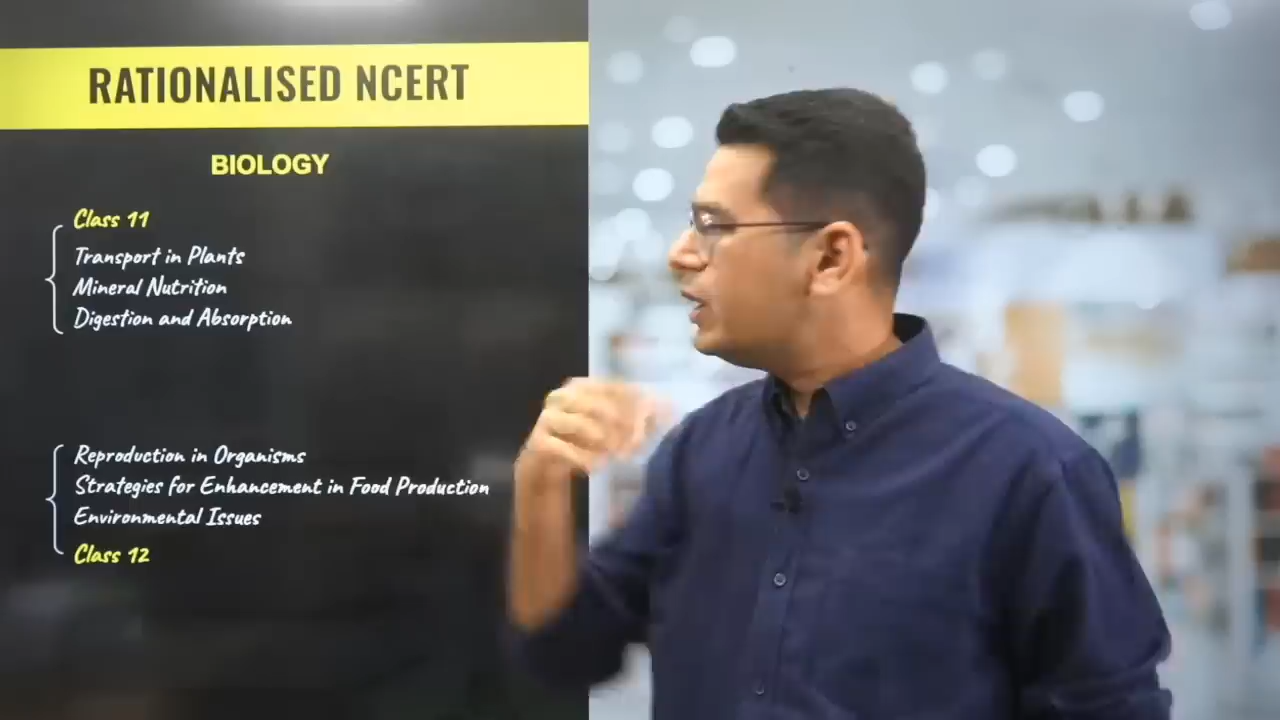 RATIONALISED NCERT
BIOLOGY
Class 11
Transport in Plants
Mineral Nutrition
Digestion and Absorption
Reproduction in Organisms
Strategies for Enhancement in Food Production
Environmental Issues
Class 12